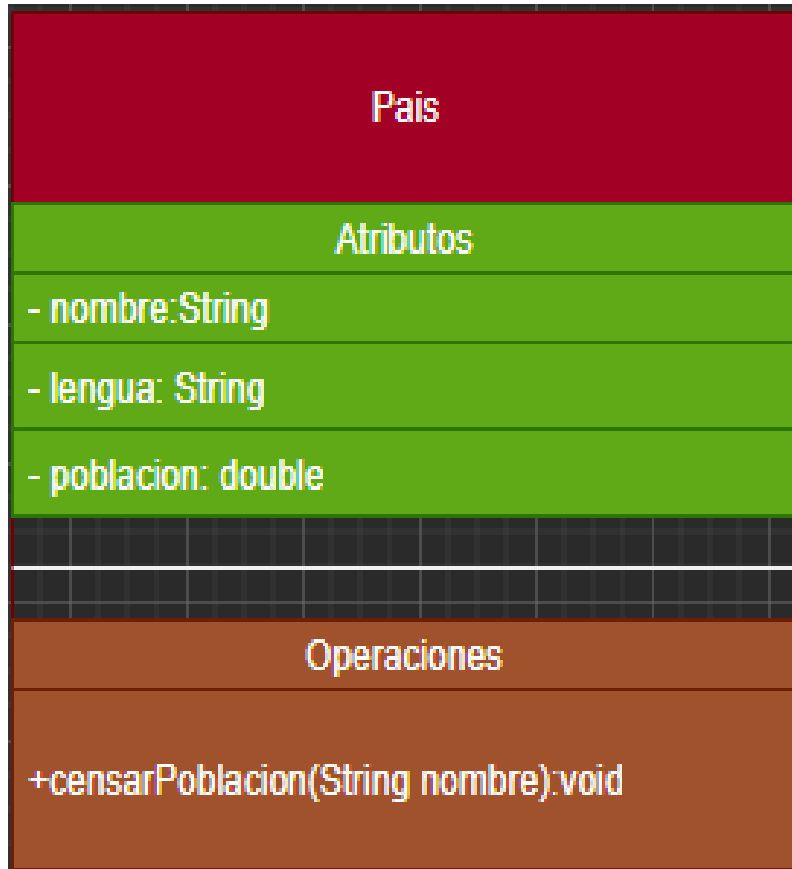 Pais
Atributos
- nombre:String
- lengua: String
- poblacion: double
Operaciones
+censarPoblacion(String nombre):void